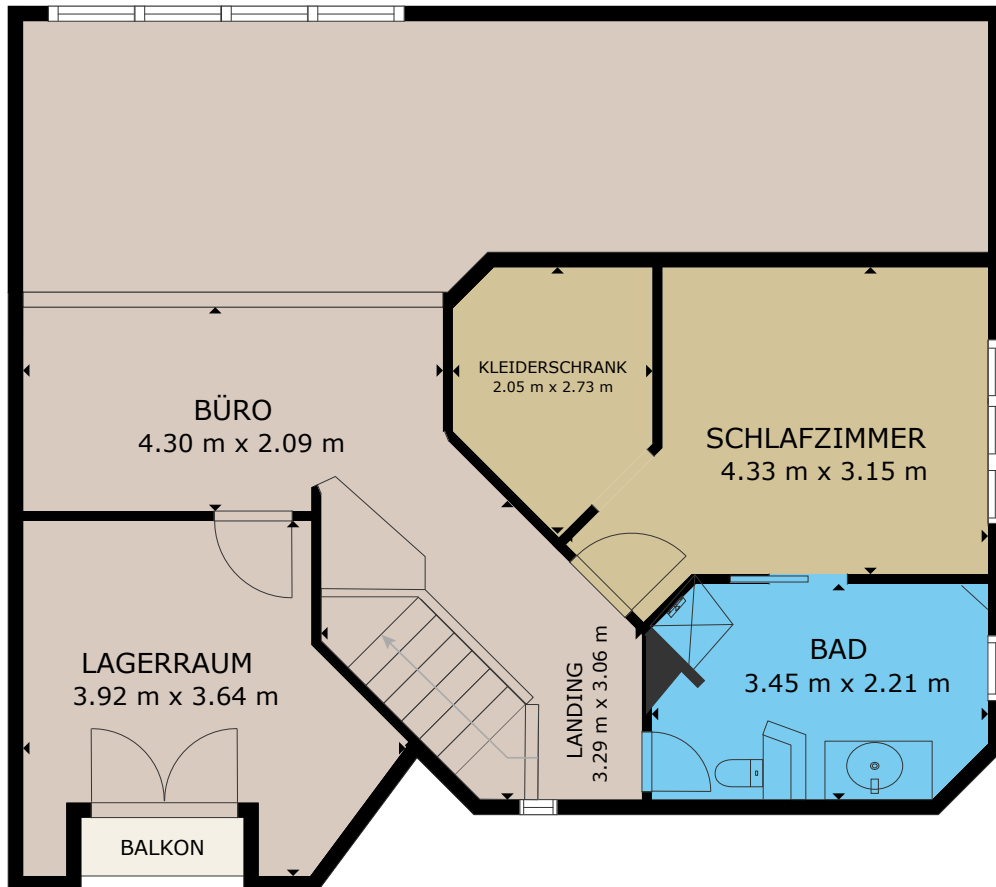 KLEIDERSCHRANK
2.05 m x 2.73 m
BÜRO
4.30 m x 2.09 m
SCHLAFZIMMER
4.33 m x 3.15 m
LAGERRAUM
3.92 m x 3.64 m
LANDING
3.29 m x 3.06 m
BAD
3.45 m x 2.21 m
BALKON